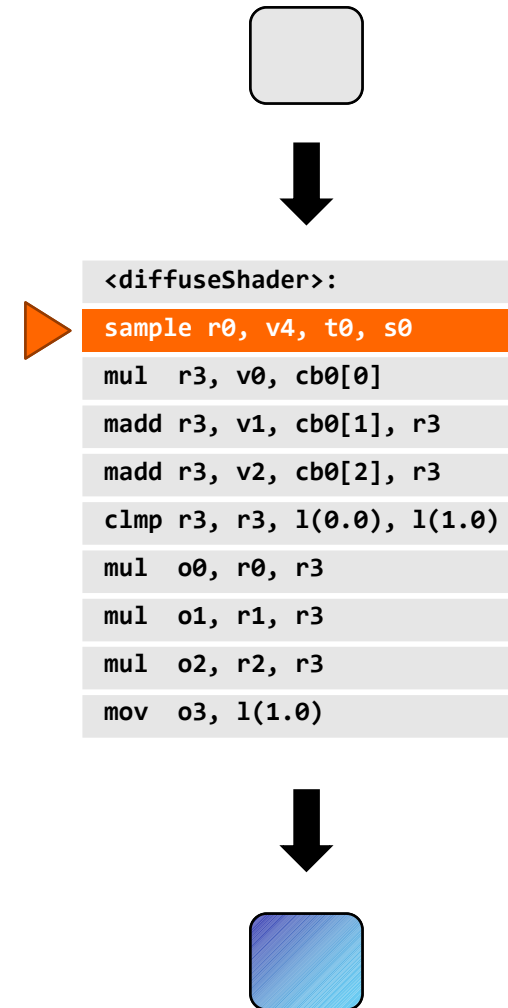 <diffuseShader>:
sample r0, v4, t0, s0
mul  r3, v0, cb0[0]
madd r3, v1, cb0[1], r3
madd r3, v2, cb0[2], r3
clmp r3, r3, l(0.0), l(1.0)
mul  o0, r0, r3
mul  o1, r1, r3
mul  o2, r2, r3
mov  o3, l(1.0)